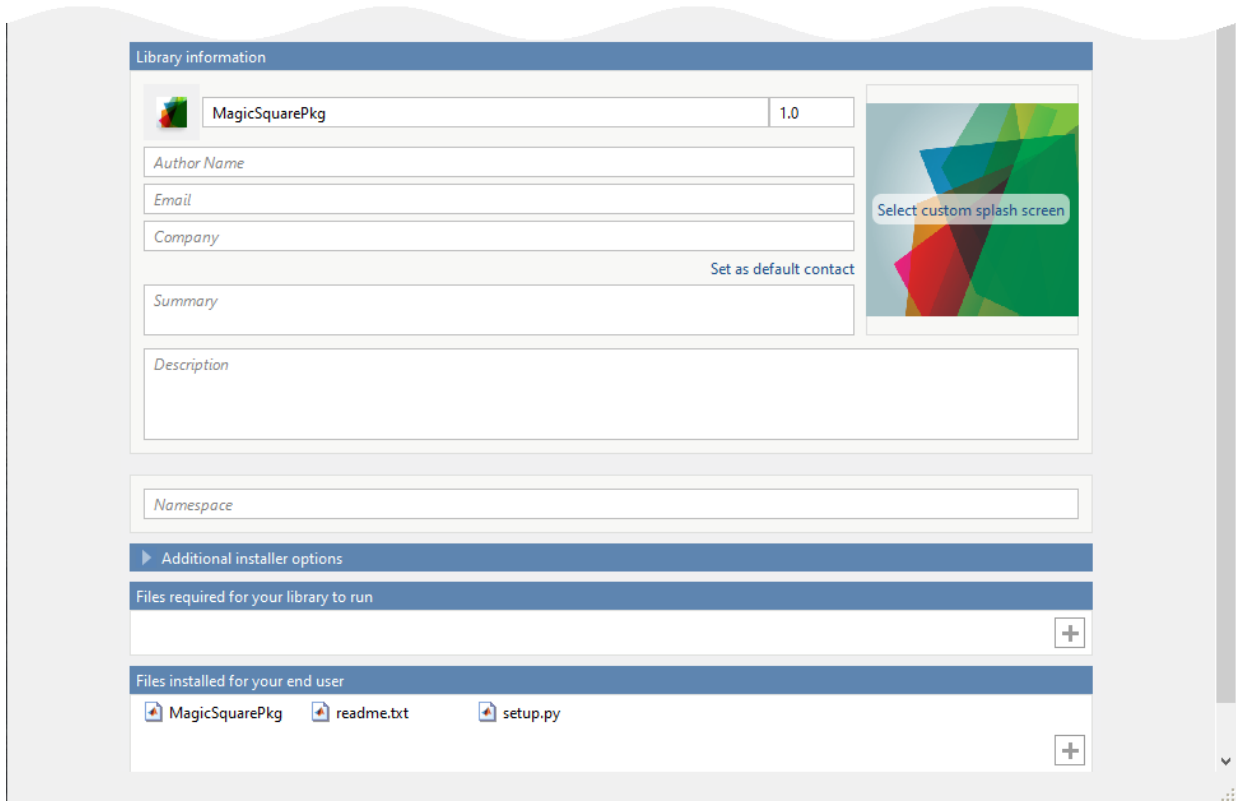 Library information
MagicSquarePkg 1.0
Author Name
Email
Select custom splash screen
Company
Set as default contact
Summary
Description
Namespace
Additional installer options
Files required for your library to run
Files installed for your end user
MagicSquarePkg readme.txt setup.py